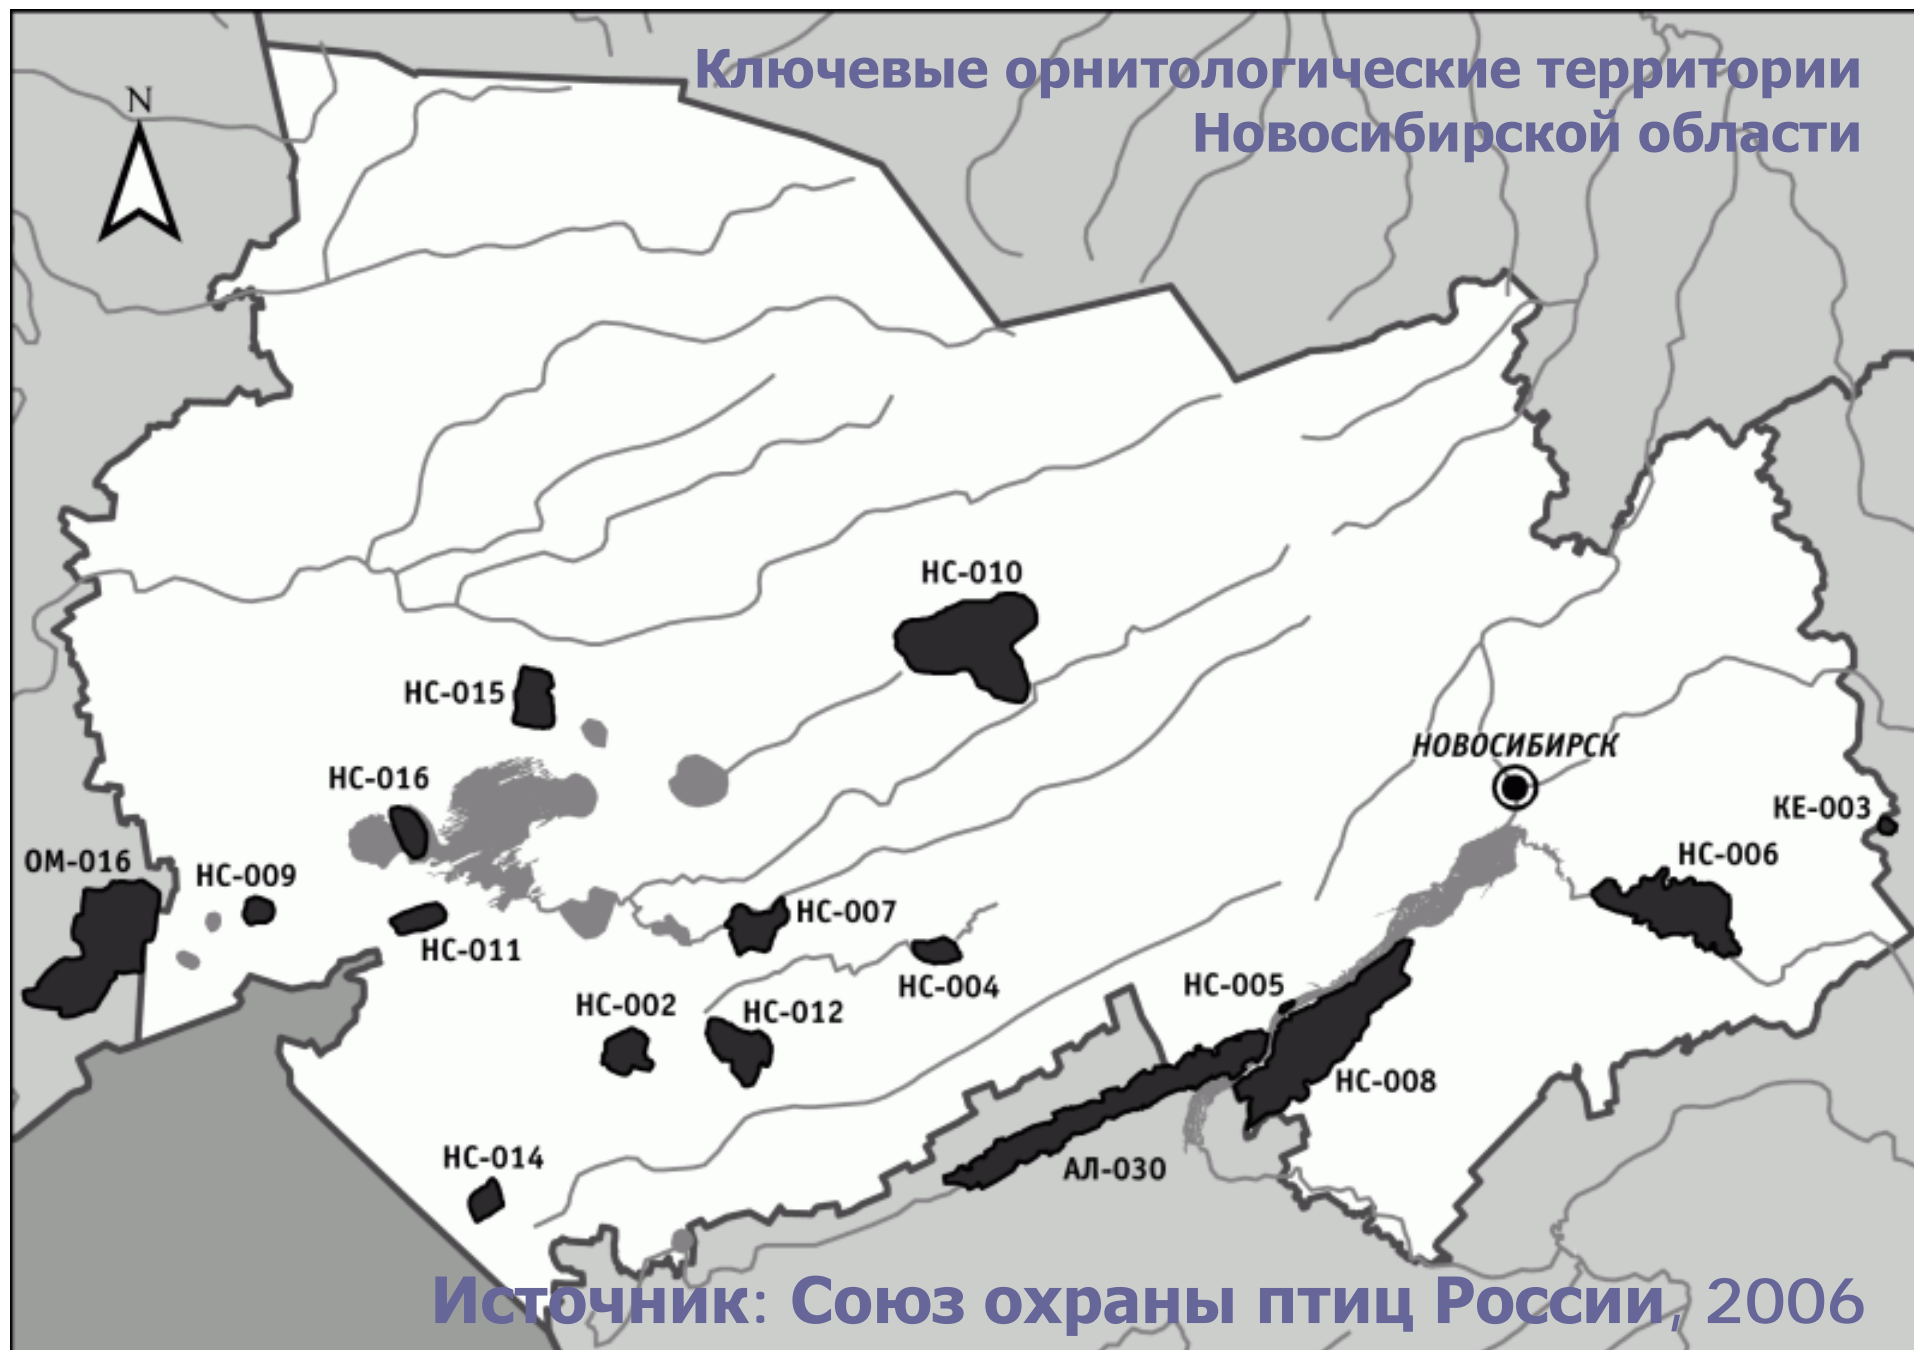 Ключевые орнитологические территории
Новосибирской области
N
НС-010
НС-015
НОВОСИБИРСК
НС-016
КЕ-003
ОМ-016
НС-009
НС-006
НС-007
НС-011
НС-004
НС-005
НС-002
НС-012
НС-008
НС-014
АЛ-030
Источник: Союз охраны птиц России, 2006